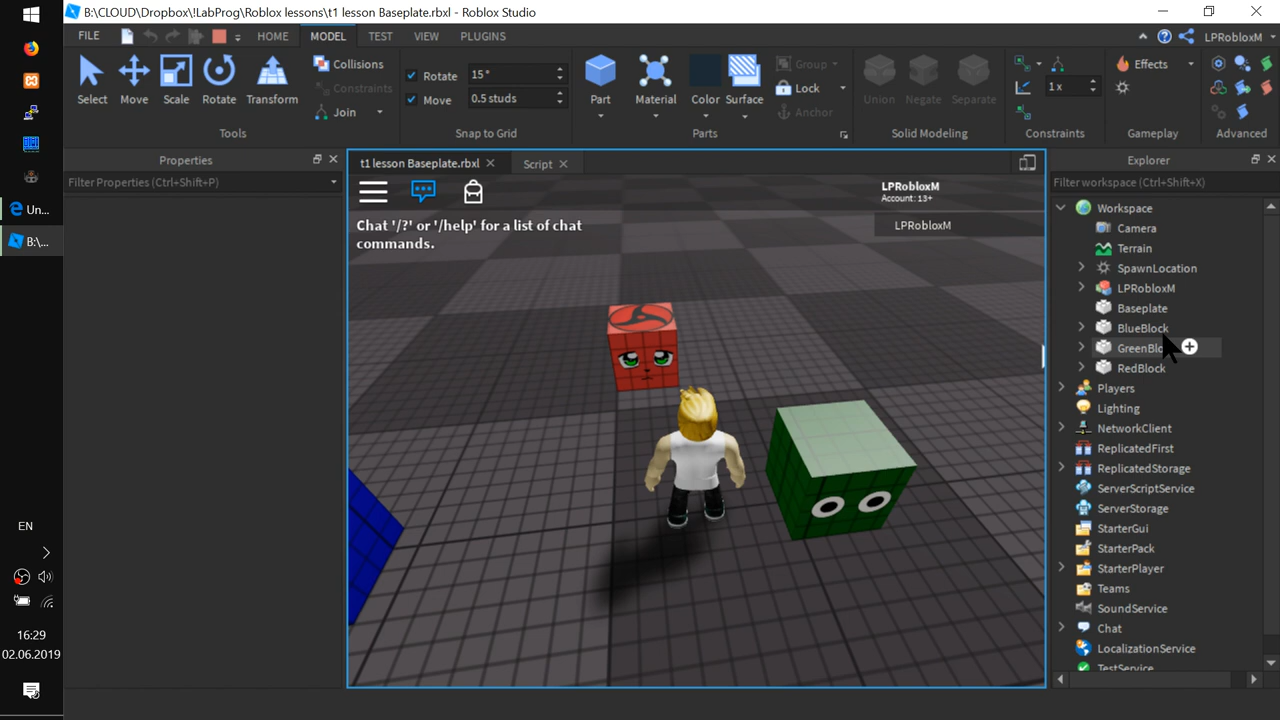 B:\CLOUD\Dropbox\!LabProg\Roblox lessons\t1 lesson Baseplate.rbxl - Roblox Studio
FILE
HOME
MODEL
TEST
VIEW
PLUGINS
LPRobloxM
Select
Move
Scale
Rotate
Transform
Collisions
Constraints
Join
Tools
Rotate
15 °
Move
0.5 studs
Snap to Grid
Part
Material
Color
Surface
Group
Lock
Anchor
Parts
Union
Negate
Separate
Solid Modeling
1 x
Constraints
Effects
Gameplay
Advanced
Properties
Filter Properties (Ctrl+Shift+P)
t1 lesson Baseplate.rbxl
Script
Chat '/?' or '/help' for a list of chat
commands.
LPRobloxM
Account: 13+
LPRobloxM
Explorer
Filter workspace (Ctrl+Shift+X)
Workspace
Camera
Terrain
SpawnLocation
LPRobloxM
Baseplate
BlueBlock
GreenBlo
RedBlock
Players
Lighting
NetworkClient
ReplicatedFirst
ReplicatedStorage
ServerScriptService
ServerStorage
StarterGui
StarterPack
StarterPlayer
Teams
SoundService
Chat
LocalizationService
TestService
Un...
B:\...
EN
16:29
02.06.2019